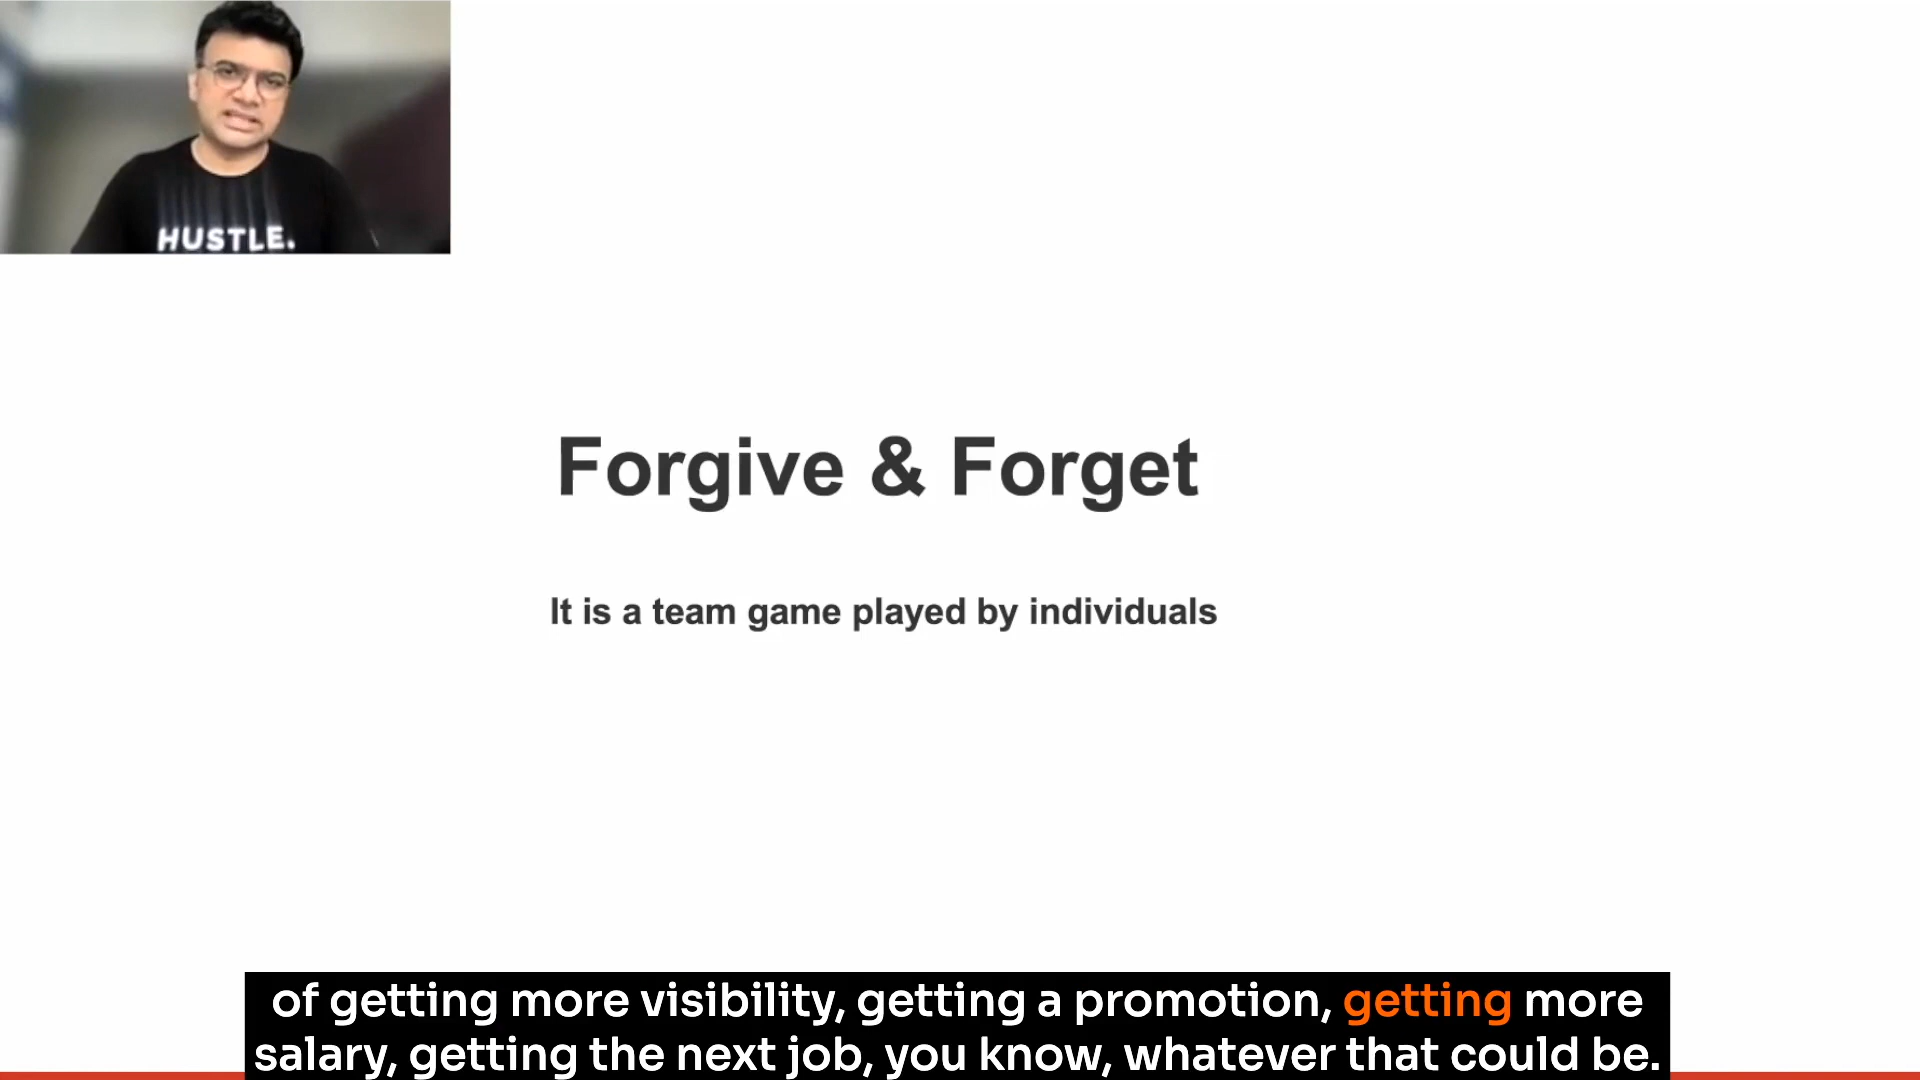 HUSTLE.
Forgive & Forget
It is a team game played by individuals
of getting more visibility, getting a promotion, getting more
salary, getting the next job, you know, whatever that could be.